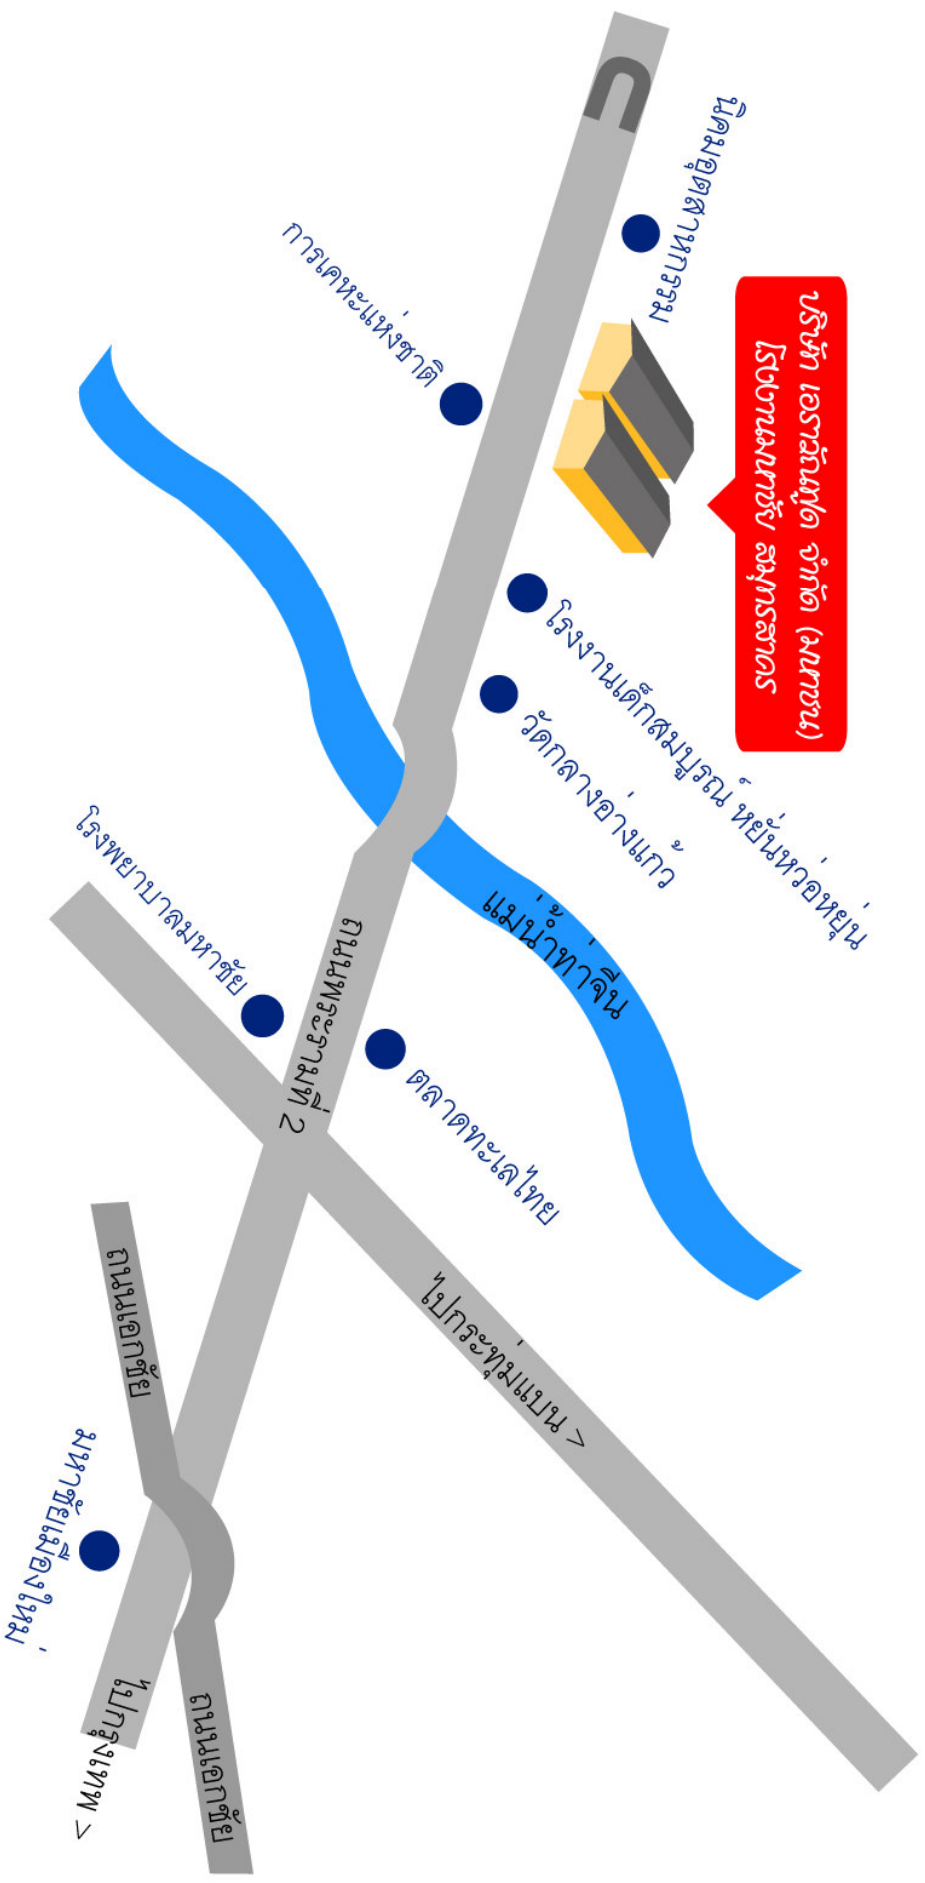 นิคมอุตสาหกรรม
บริษัท เอราวัณฟูด จำกัด (มหาชน)
โรงงานมหาชัย สมุทรสาคร
การเคหะแห่งชาติ
โรงงานเด็กสมบูรณ์ หยั่นหว่อหยุ่น
วัดกลางอ่างแก้ว
แม่น้ำท่าจีน
โรงพยาบาลมหาชัย
ถนนพระรามที่ 2
ตลาดทะเลไทย
ไปกระทุ่มแบน >
ถนนเอกชัย
มหาชัยเมืองใหม่
ไปกรุงเทพ >
ถนนเอกชัย